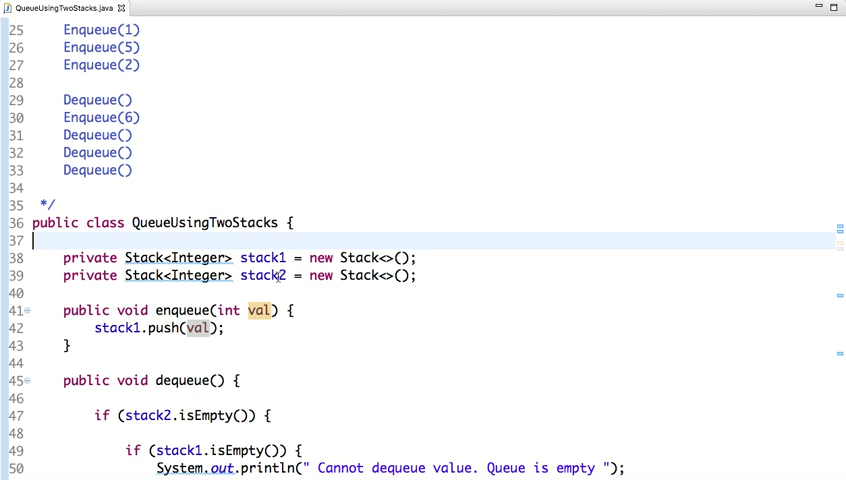 QueueUsingTwoStacks.java
25 Enqueue(1)
26 Enqueue(5)
27 Enqueue(2)
28
29 Dequeue()
30 Enqueue(6)
31 Dequeue()
32 Dequeue()
33 Dequeue()
34
35 */
36 public class QueueUsingTwoStacks {
37
38 private Stack<Integer> stack1 = new Stack<>();
39 private Stack<Integer> stack2 = new Stack<>();
40
41 public void enqueue(int val) {
42 stack1.push(val);
43 }
44
45 public void dequeue() {
46
47 if (stack2.isEmpty()) {
48
49 if (stack1.isEmpty()) {
50 System.out.println(" Cannot dequeue value. Queue is empty ");